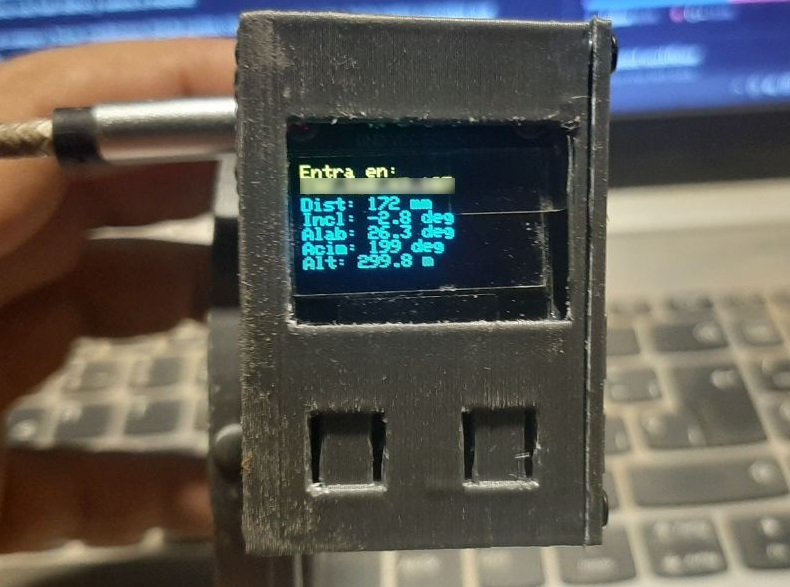 Entra en:
Dist: 172 mm
Incl: -2.8 deg
Alab: 26.3 deg
Acim: 199 deg
Alt: 299.8 m